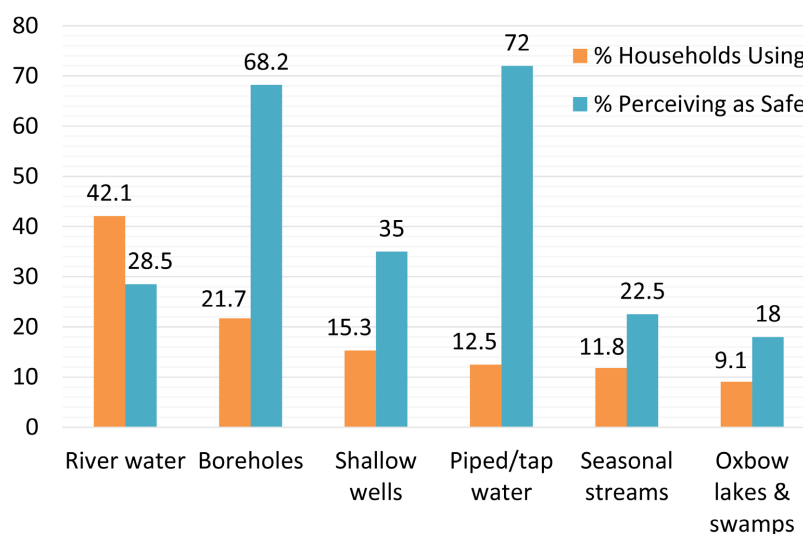 80
70
60
50
40
30
20
10
0
% Households Using
% Perceiving as Safe
42.1
28.5
21.7
68.2
15.3
35
12.5
72
11.8
22.5
9.1
18
River water
Boreholes
Shallow
wells
Piped/tap
water
Seasonal
streams
Oxbow
lakes &
swamps